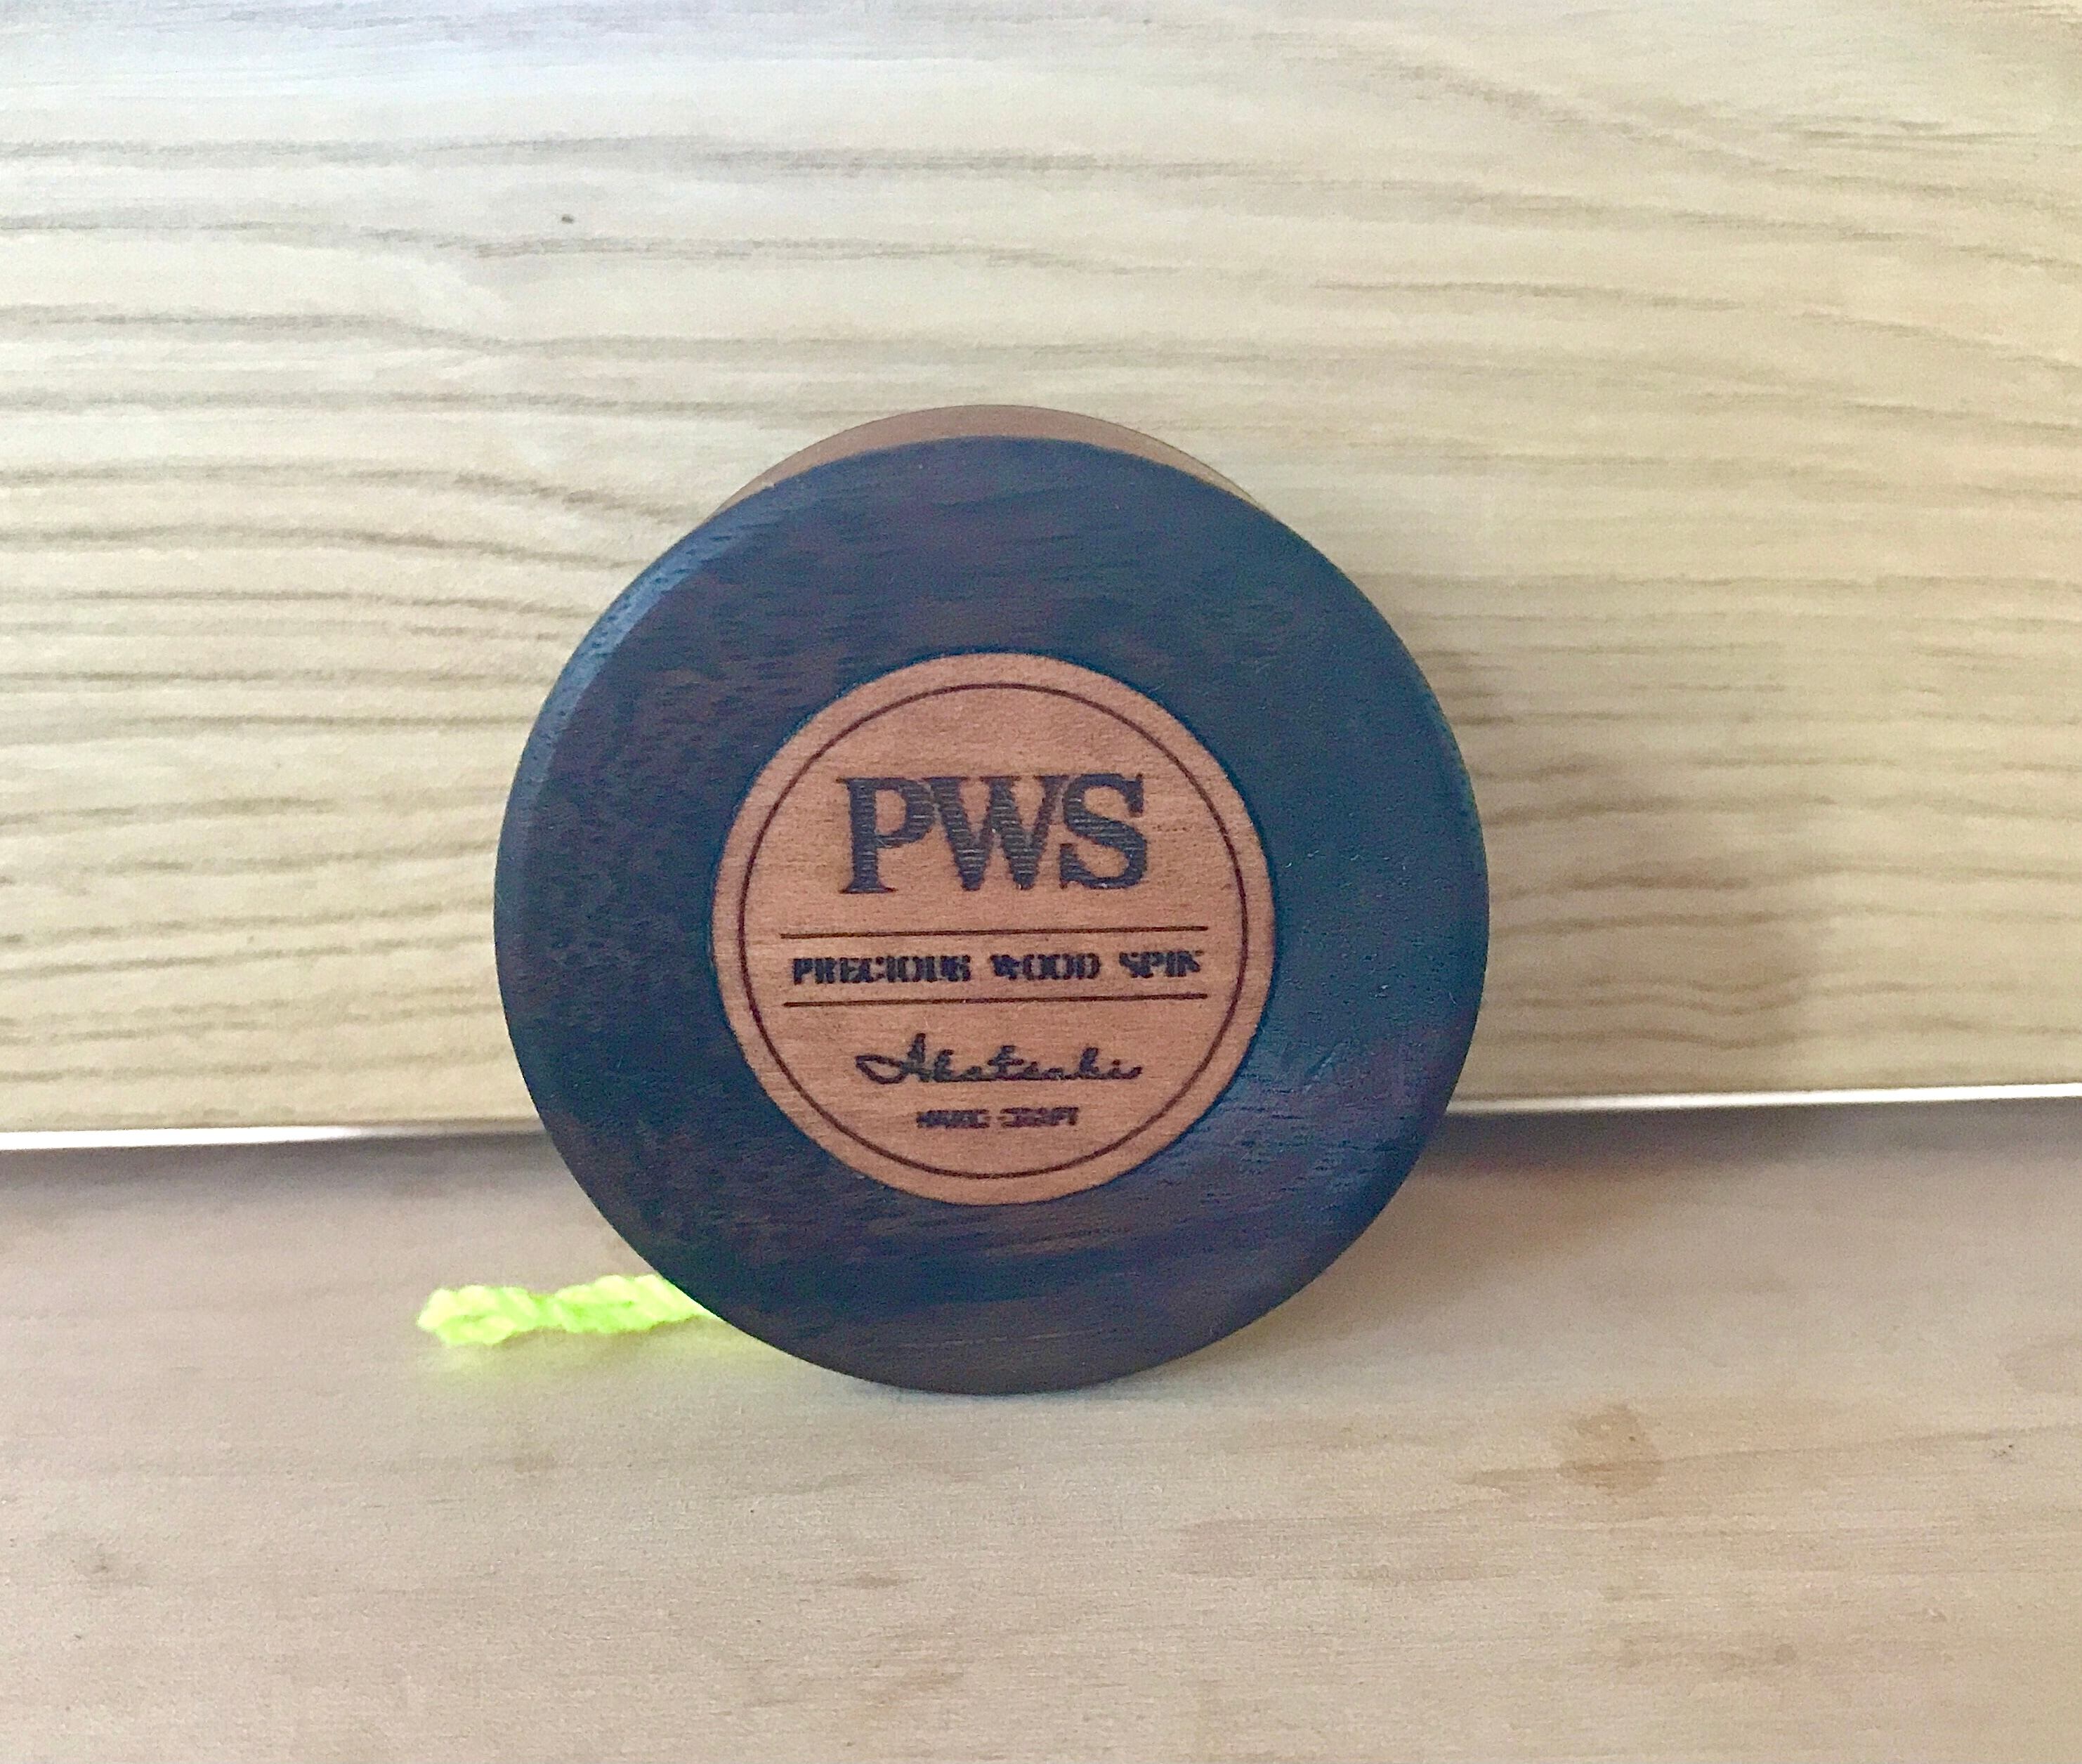 PWS
PRECIOUS WOOD SPIN
Akatsuki
HAND CRAFT